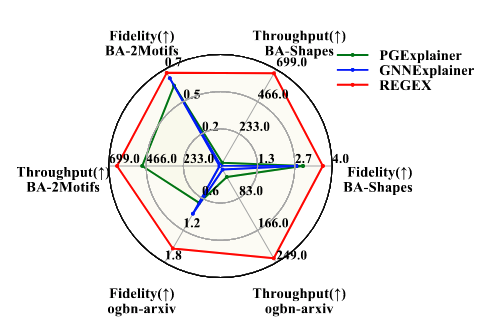 Fidelity(↑)
BA-2Motifs
Throughput(↑)
BA-Shapes
PGExplainer
GNNExplainer
REGEX
0.7
699.0
0.5
466.0
0.2
233.0
Throughput(↑)
BA-2Motifs
699.0
466.0
233.0
1.3
2.7
4.0
Fidelity(↑)
BA-Shapes
0.6
83.0
1.2
166.0
1.8
249.0
Fidelity(↑)
ogbn-arxiv
Throughput(↑)
ogbn-arxiv